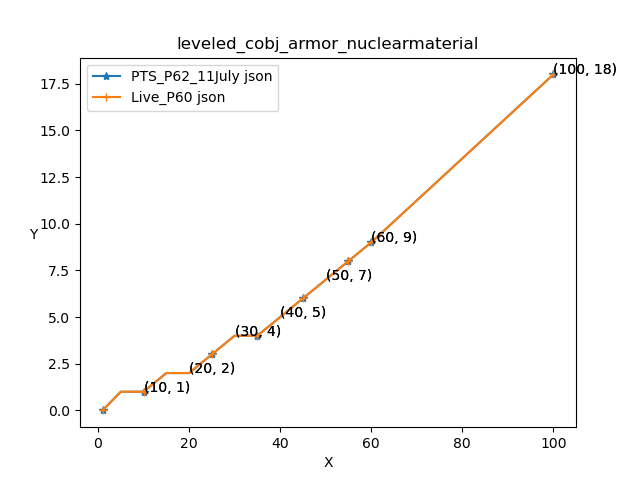 leveled_cobj_armor_nuclearmaterial
PTS_P62_11July json
Live_P60 json
(100, 18)
(60, 9)
(50, 7)
(40, 5)
(30, 4)
(20, 2)
(10, 1)
17.5
15.0
12.5
10.0
7.5
5.0
2.5
0.0
Y
0 20 40 60 80 100
X